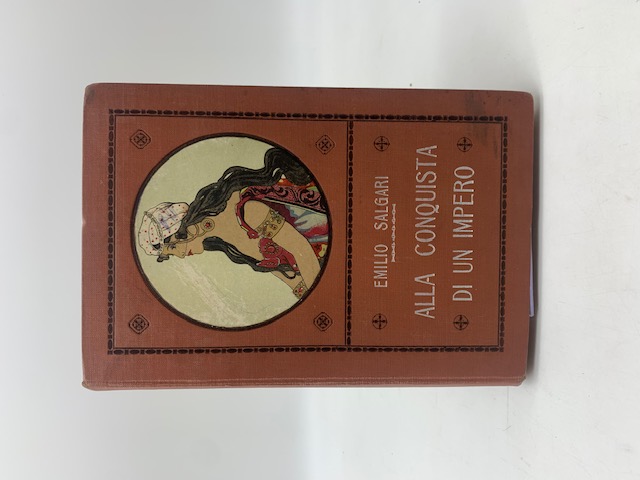 EMILIO SALGARI
ALLA CONQUISTA
DI UN IMPERO